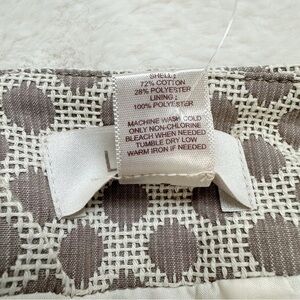 SHELL:
72% COTTON
28% POLYESTER
LINING:
100% POLYESTER
MACHINE WASH COLD
ONLY NON-CHLORINE
BLEACH WHEN NEEDED
TUMBLE DRY LOW
WARM IRON IF NEEDED